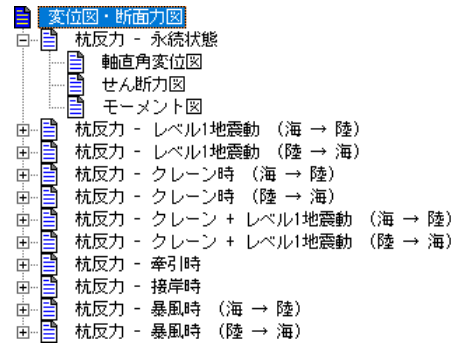 変位図・断面力図
杭反力 - 永続状態
軸直角変位図
せん断力図
モーメント図
杭反力 - レベル1地震動 （海 → 陸）
杭反力 - レベル1地震動 （陸 → 海）
杭反力 - クレーン時 （海 → 陸）
杭反力 - クレーン時 （陸 → 海）
杭反力 - クレーン + レベル1地震動 （海 → 陸）
杭反力 - クレーン + レベル1地震動 （陸 → 海）
杭反力 - 牽引時
杭反力 - 接岸時
杭反力 - 暴風時 （海 → 陸）
杭反力 - 暴風時 （陸 → 海）